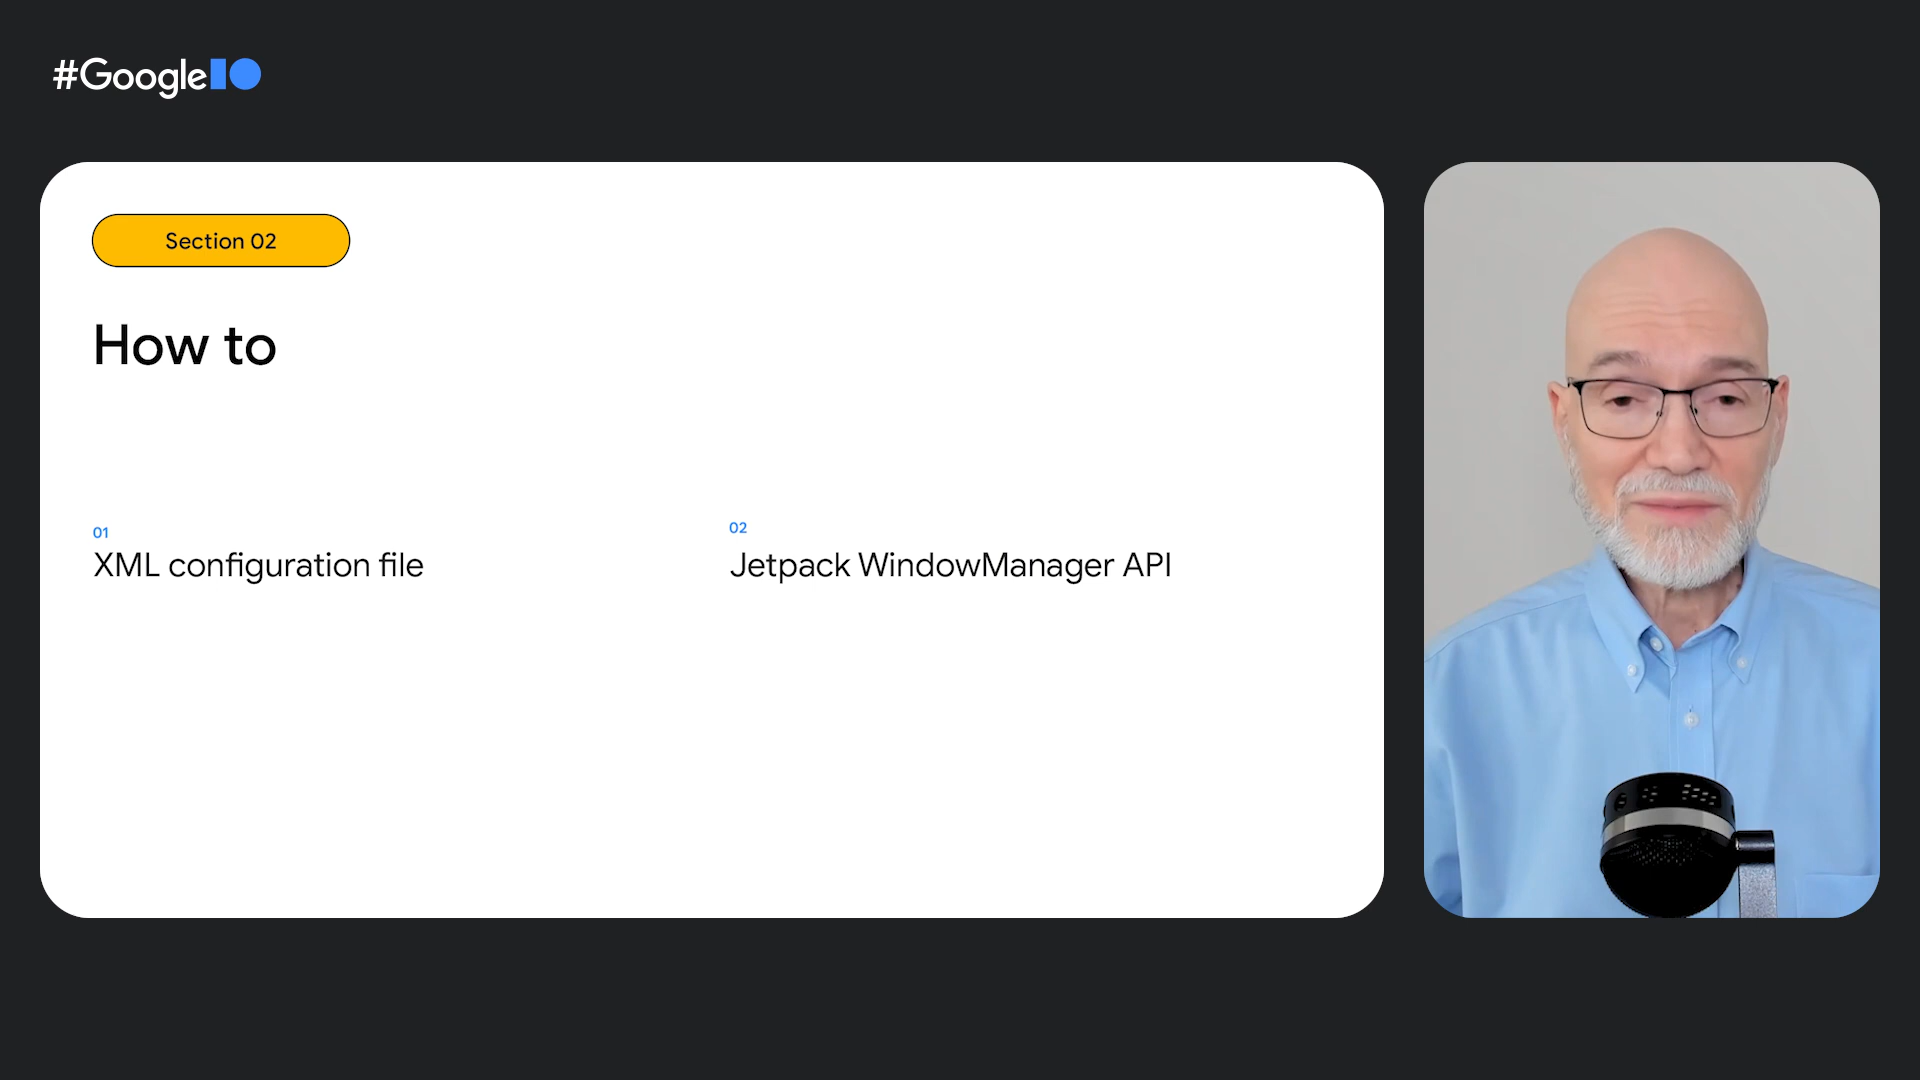 #GoogleIO
Section 02
How to
01
XML configuration file
02
Jetpack WindowManager API